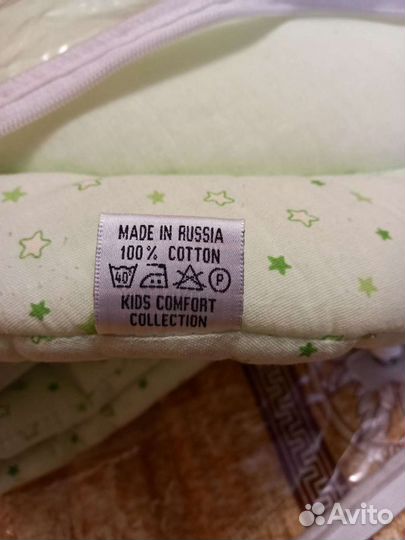 MADE IN RUSSIA
100% COTTON
40° P
KIDS COMFORT
COLLECTION
Avito